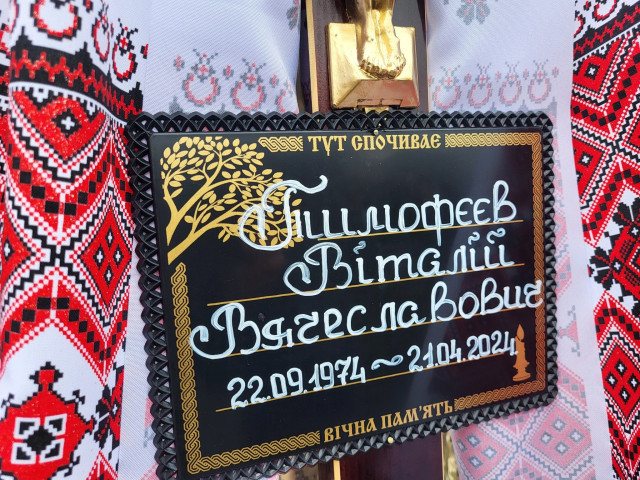 ТУТ СПОЧИВАЄ
Тимофеєв
Віталій
Вячеславович
22.09.1974 ~ 21.04.2024
ВІЧНА ПАМ'ЯТЬ